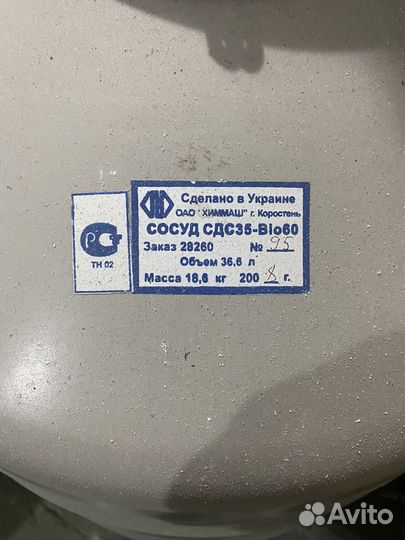 Сделано в Украине
ОАО "ХИММАШ" г. Коростень
СОСУД СДС35-Bio60
Заказ 28260 № 95
Объем 36,6 л
Масса 18,6 кг 2008 г.
РСТ
ТН 02
Avito